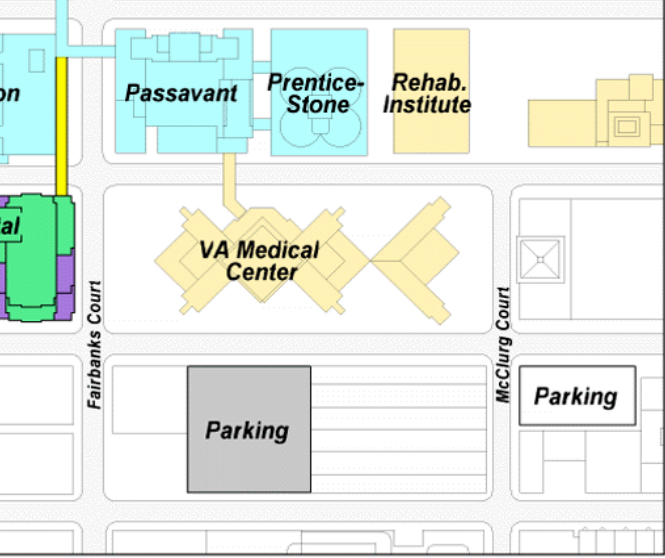 on
Passavant
Prentice-
Stone
Rehab.
Institute
al
VA Medical
Center
Fairbanks Court
McClurg Court
Parking
Parking